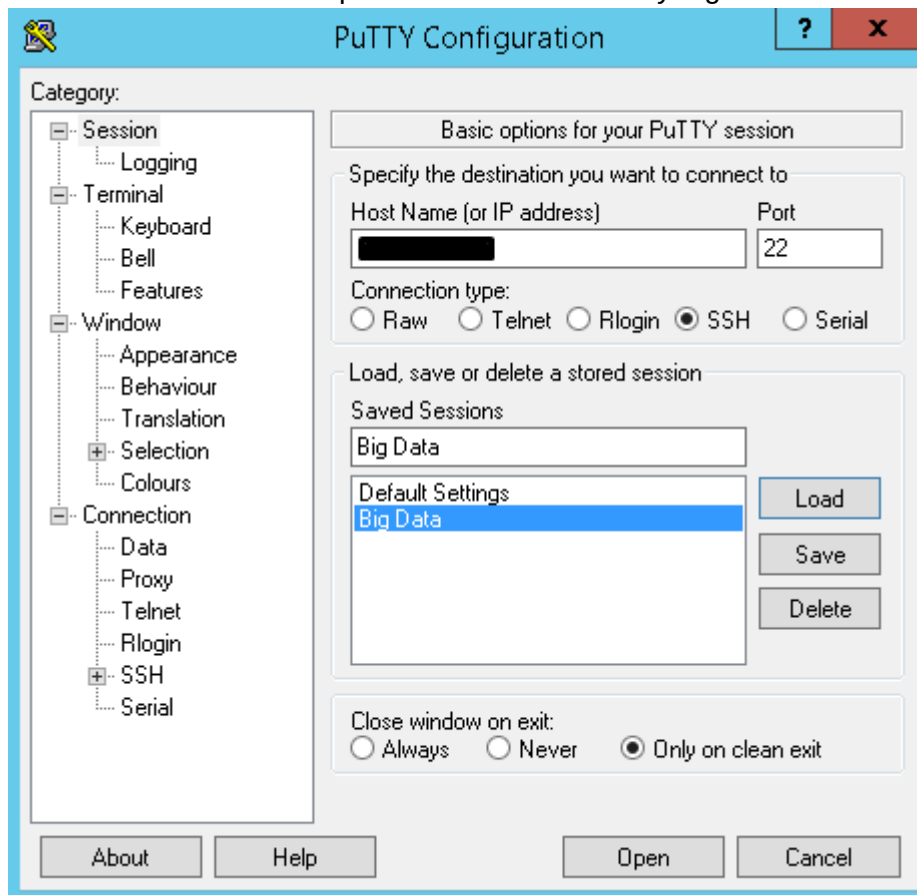 PuTTY Configuration
?
x
Category:
Session
Logging
Terminal
Keyboard
Bell
Features
Window
Appearance
Behaviour
Translation
Selection
Colours
Connection
Data
Proxy
Telnet
Rlogin
SSH
Serial
Basic options for your PuTTY session
Specify the destination you want to connect to
Host Name (or IP address) Port
22
Connection type:
Raw Telnet Rlogin SSH Serial
Load, save or delete a stored session
Saved Sessions
Big Data
Default Settings
Big Data
Load
Save
Delete
Close window on exit:
Always Never Only on clean exit
About Help Open Cancel